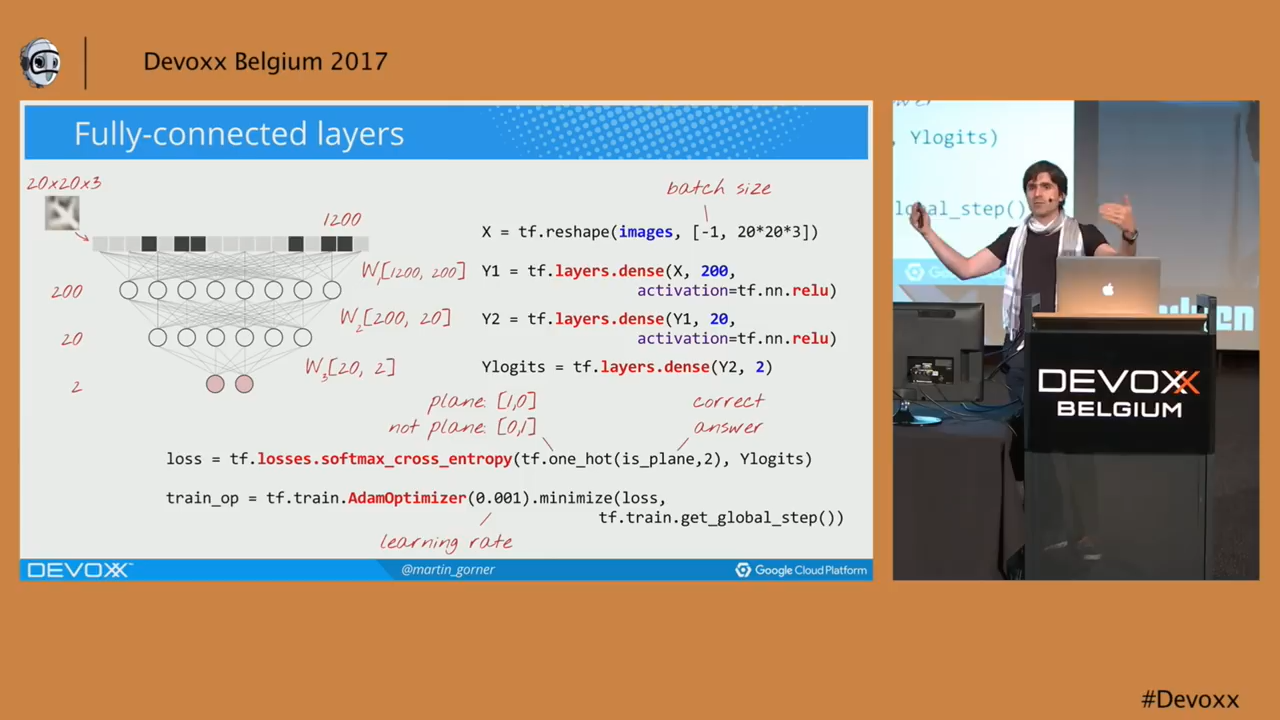 Devoxx Belgium 2017
Fully-connected layers
20x20x3
1200
200
20
2
W1[1200, 200]
W2[200, 20]
W3[20, 2]
batch size
X = tf.reshape(images, [-1, 20*20*3])
Y1 = tf.layers.dense(X, 200,
activation=tf.nn.relu)
Y2 = tf.layers.dense(Y1, 20,
activation=tf.nn.relu)
Ylogits = tf.layers.dense(Y2, 2)
plane: [1,0]
not plane: [0,1]
correct
answer
loss = tf.losses.softmax_cross_entropy(tf.one_hot(is_plane,2), Ylogits)
train_op = tf.train.AdamOptimizer(0.001).minimize(loss,
tf.train.get_global_step())
learning rate
DEVOXX
@martin_gorner
Google Cloud Platform
Ylogits)
global_step()
DEVOXX
BELGIUM
#Devoxx